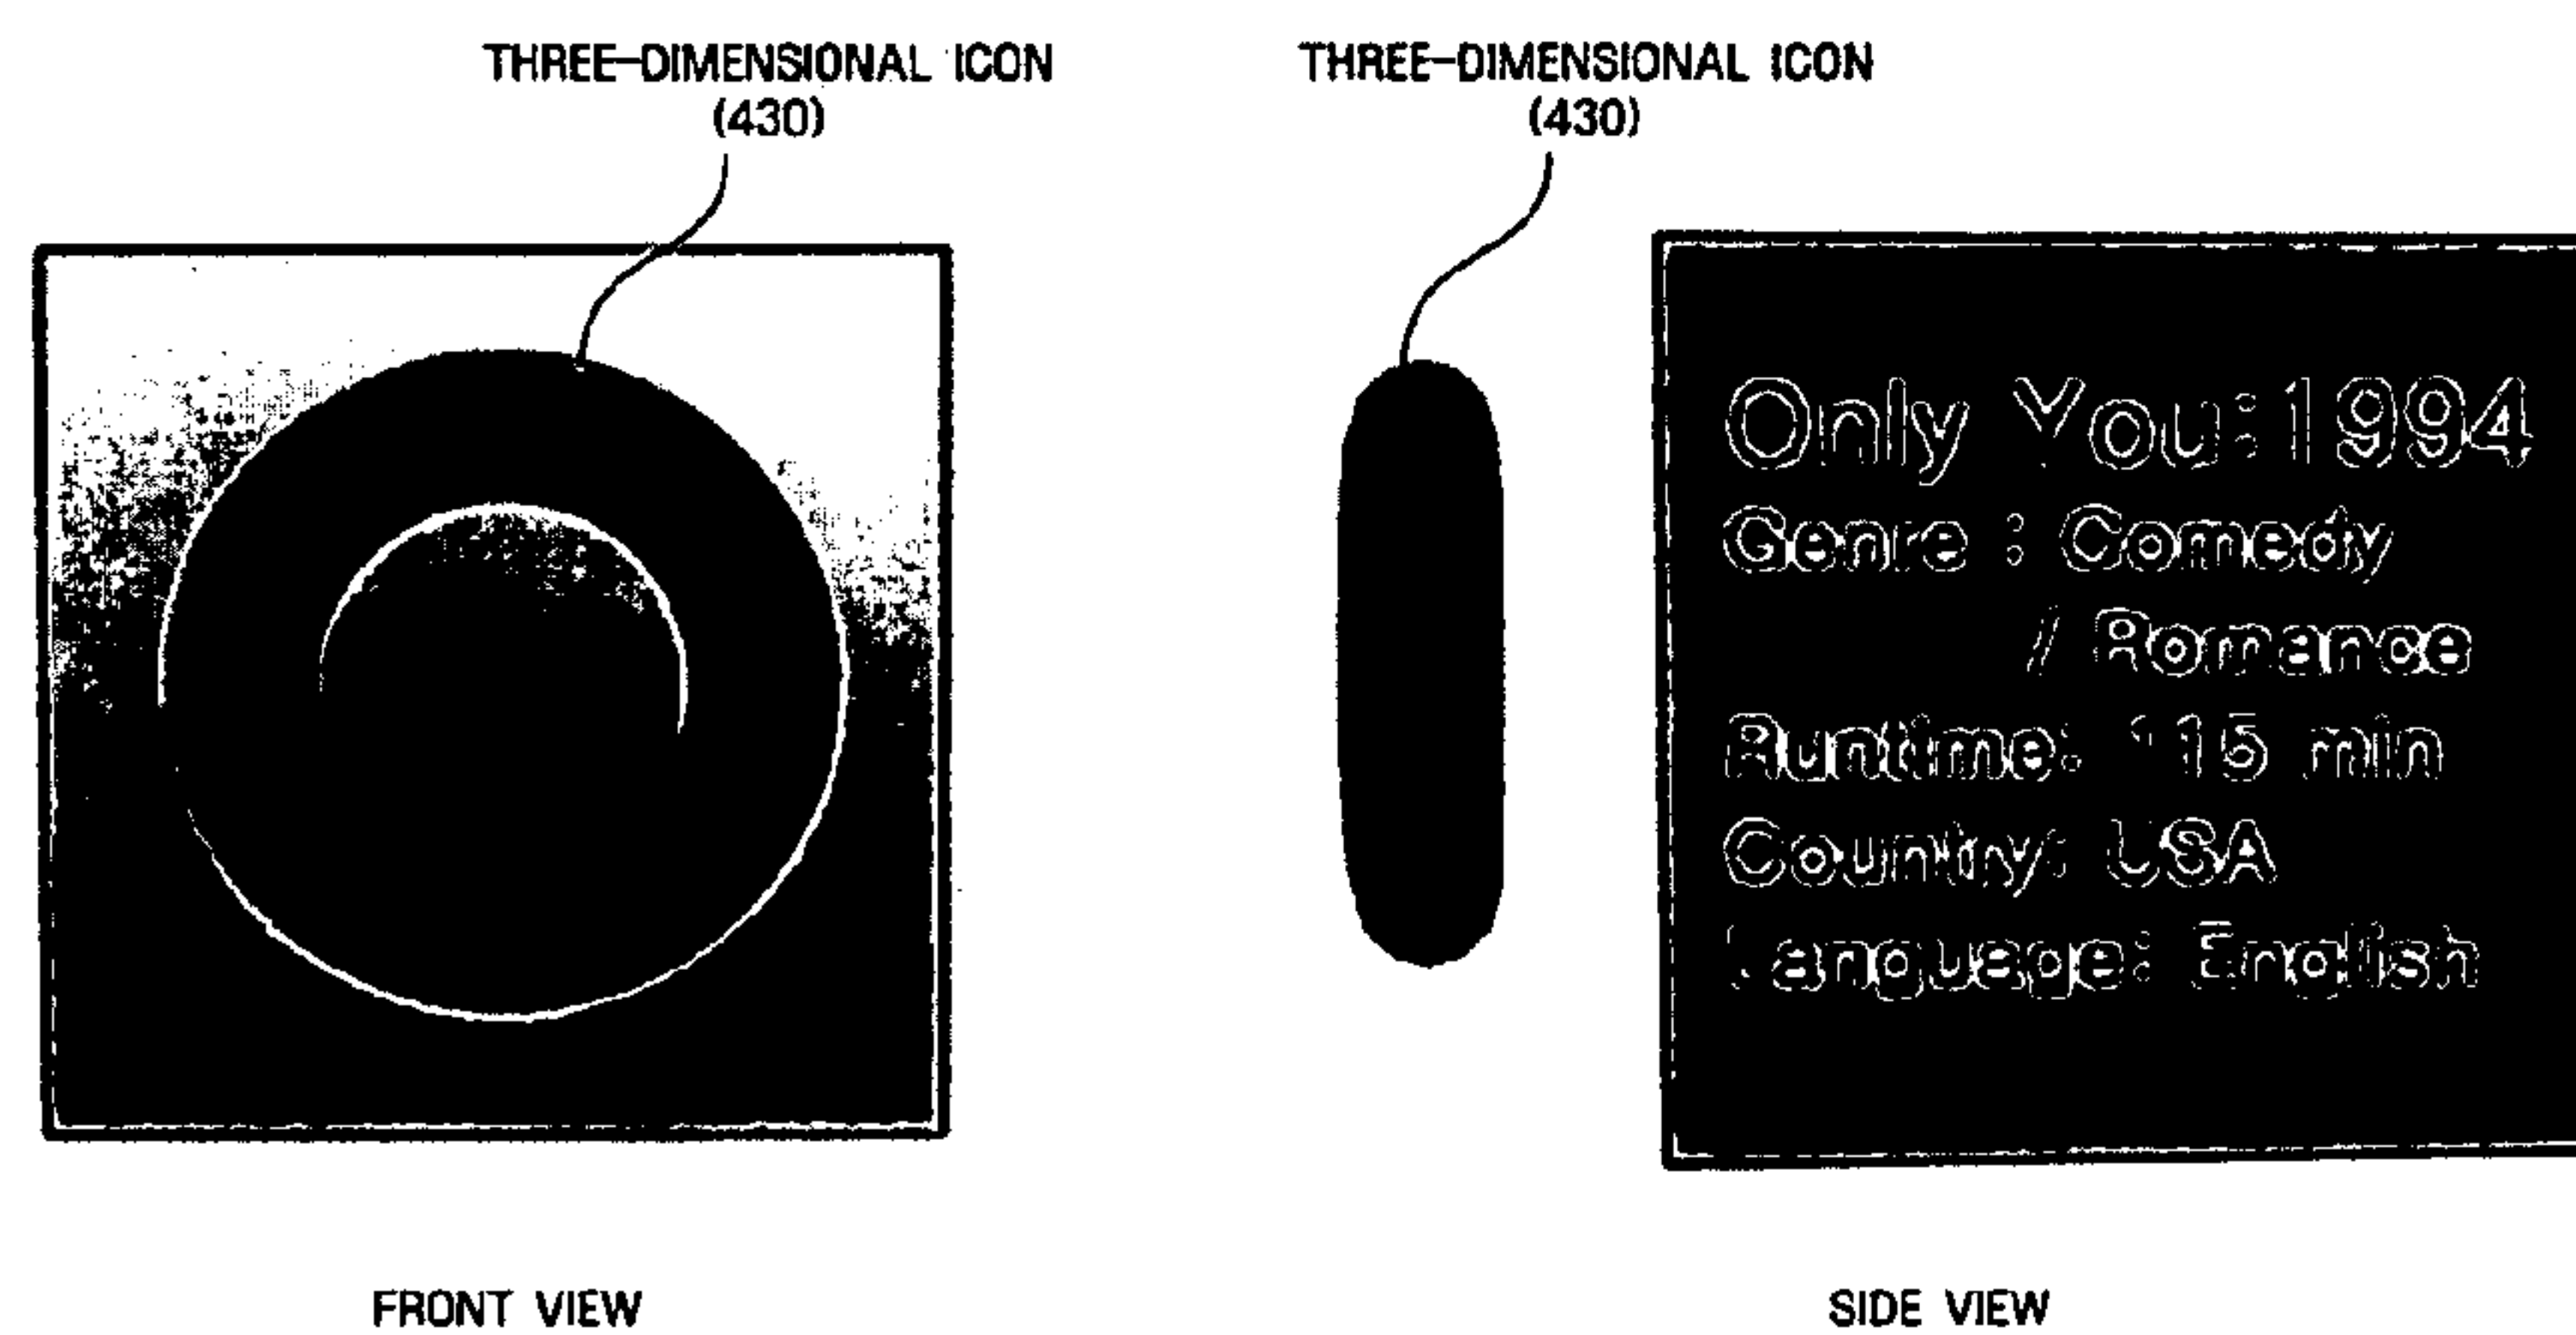 THREE-DIMENSIONAL ICON
(430)
THREE-DIMENSIONAL ICON
(430)
Only You:1994
Genre : Comedy
/ Romance
Runtime: 115 min
Country: USA
Language: English
FRONT VIEW
SIDE VIEW